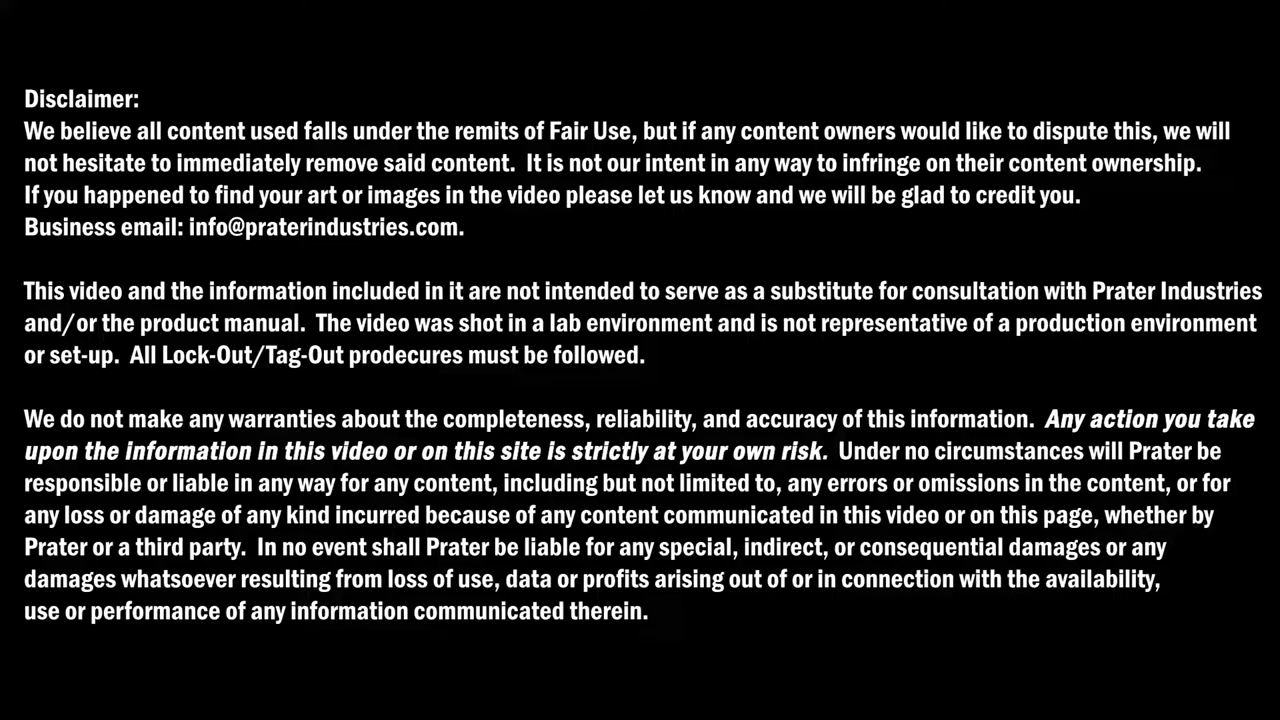 Disclaimer:
We believe all content used falls under the remits of Fair Use, but if any content owners would like to dispute this, we will
not hesitate to immediately remove said content.  It is not our intent in any way to infringe on their content ownership.
If you happened to find your art or images in the video please let us know and we will be glad to credit you.
Business email: info@praterindustries.com.
This video and the information included in it are not intended to serve as a substitute for consultation with Prater Industries
and/or the product manual.  The video was shot in a lab environment and is not representative of a production environment
or set-up.  All Lock-Out/Tag-Out prodecures must be followed.
We do not make any warranties about the completeness, reliability, and accuracy of this information.  Any action you take
upon the information in this video or on this site is strictly at your own risk.  Under no circumstances will Prater be
responsible or liable in any way for any content, including but not limited to, any errors or omissions in the content, or for
any loss or damage of any kind incurred because of any content communicated in this video or on this page, whether by
Prater or a third party.  In no event shall Prater be liable for any special, indirect, or consequential damages or any
damages whatsoever resulting from loss of use, data or profits arising out of or in connection with the availability,
use or performance of any information communicated therein.